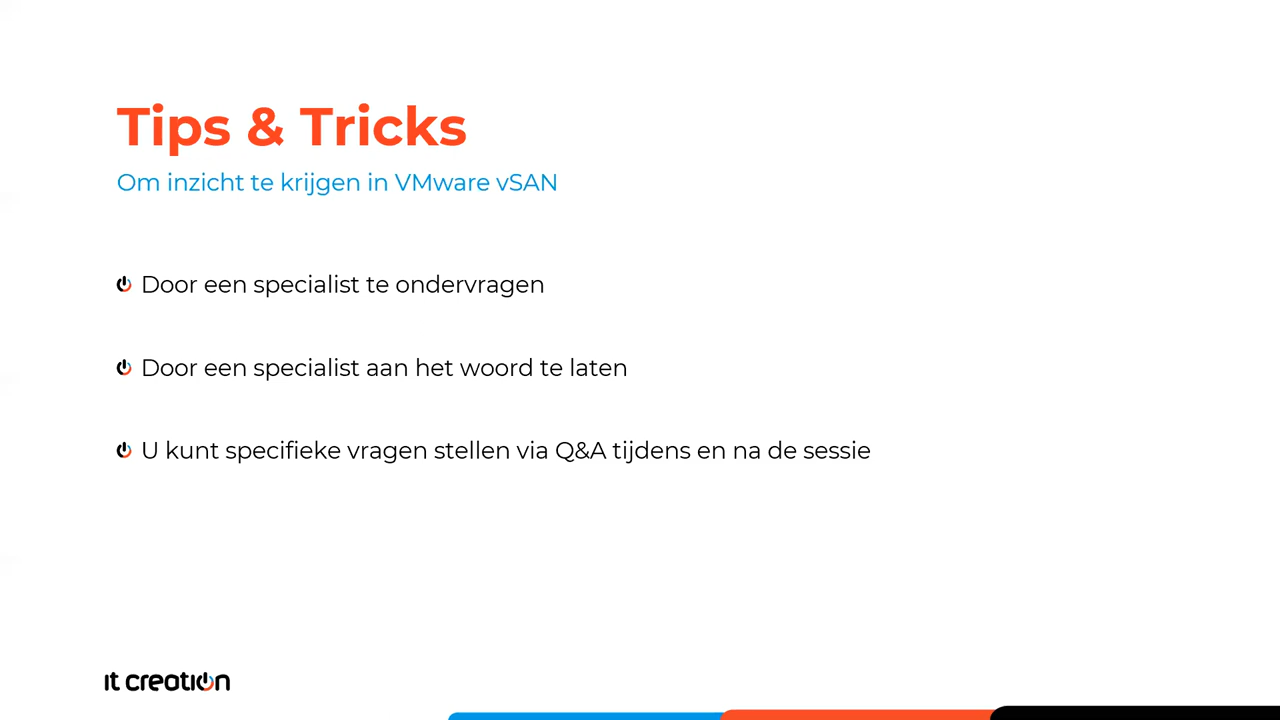 Tips & Tricks
Om inzicht te krijgen in VMware vSAN
Door een specialist te ondervragen
Door een specialist aan het woord te laten
U kunt specifieke vragen stellen via Q&A tijdens en na de sessie
it creation